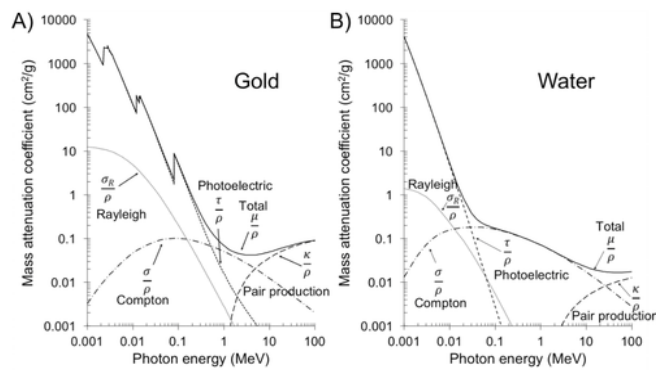 A)
Mass attenuation coefficient (cm²/g)
10000
1000
100
10
1
0.1
0.01
0.001
Gold
σR/ρ
Rayleigh
Photoelectric
τ/ρ
Total
μ/ρ
σ/ρ
Compton
κ/ρ
Pair production
0.001 0.01 0.1 1 10 100
Photon energy (MeV)
B)
Mass attenuation coefficient (cm²/g)
10000
1000
100
10
1
0.1
0.01
0.001
Water
Rayleigh
σR/ρ
τ/ρ
Photoelectric
Total
μ/ρ
σ/ρ
Compton
κ/ρ
Pair production
0.001 0.01 0.1 1 10 100
Photon energy (MeV)